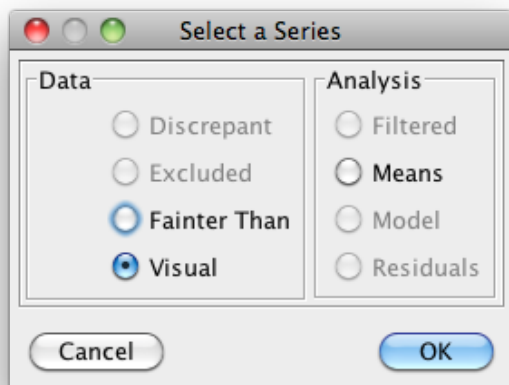 Select a Series
Data
Discrepant
Excluded
Fainter Than
Visual
Analysis
Filtered
Means
Model
Residuals
Cancel
OK